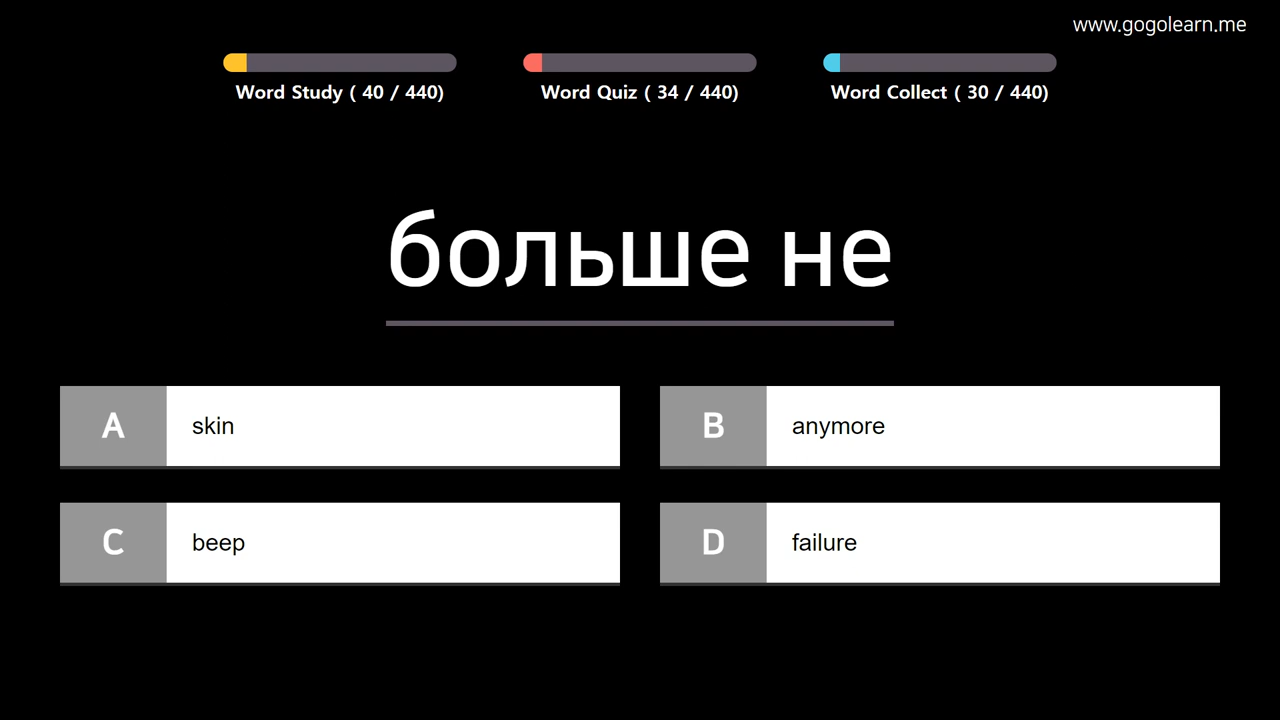 www.gogolearn.me
Word Study ( 40 / 440)
Word Quiz ( 34 / 440)
Word Collect ( 30 / 440)
больше не
A skin
B anymore
C beep
D failure